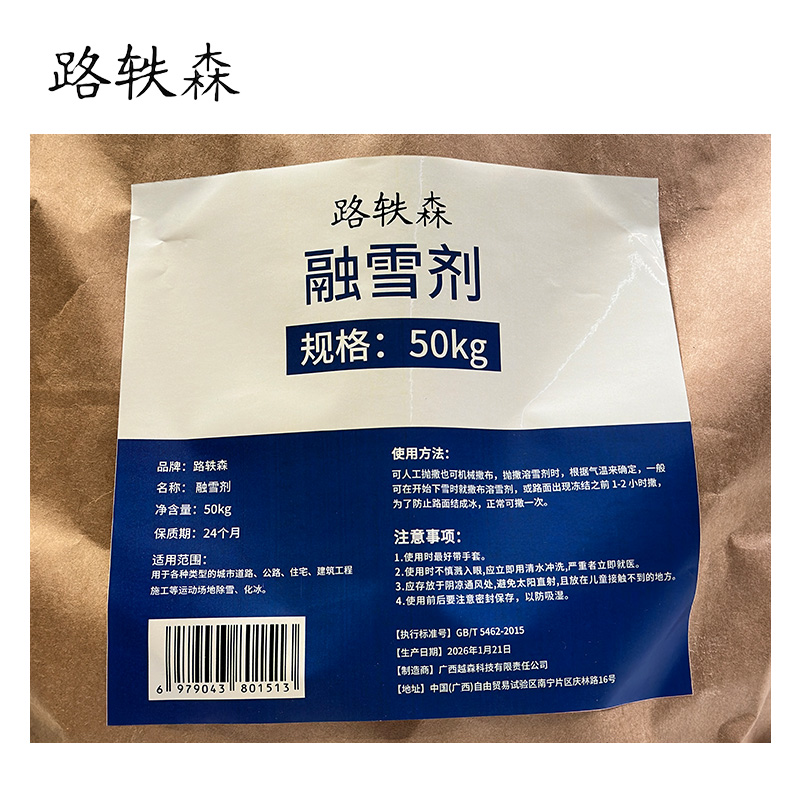 路轶森
路轶森
融雪剂
规格：50kg
品牌：路轶森
名称：融雪剂
净含量：50kg
保质期：24个月
适用范围：
用于各种类型的城市道路、公路、住宅、建筑工程
施工等运动场地除雪、化冰。
6 979043 801513
使用方法：
可人工抛撒也可机械撒布，抛撒溶雪剂时，根据气温来确定，一般
可在开始下雪时就撒布溶雪剂，或路面出现冻结之前 1-2 小时撒，
为了防止路面结成冰，正常可撒一次。
注意事项：
1.使用时最好带手套。
2.使用时不慎溅入眼,应立即用清水冲洗,严重者立即就医。
3.应存放于阴凉通风处,避免太阳直射,且放在儿童接触不到的地方。
4.使用前后要注意密封保存，以防吸湿。
【执行标准号】GB/T 5462-2015
【生产日期】2026年1月21日
【制造商】广西越森科技有限责任公司
【地址】中国(广西)自由贸易试验区南宁片区庆林路16号